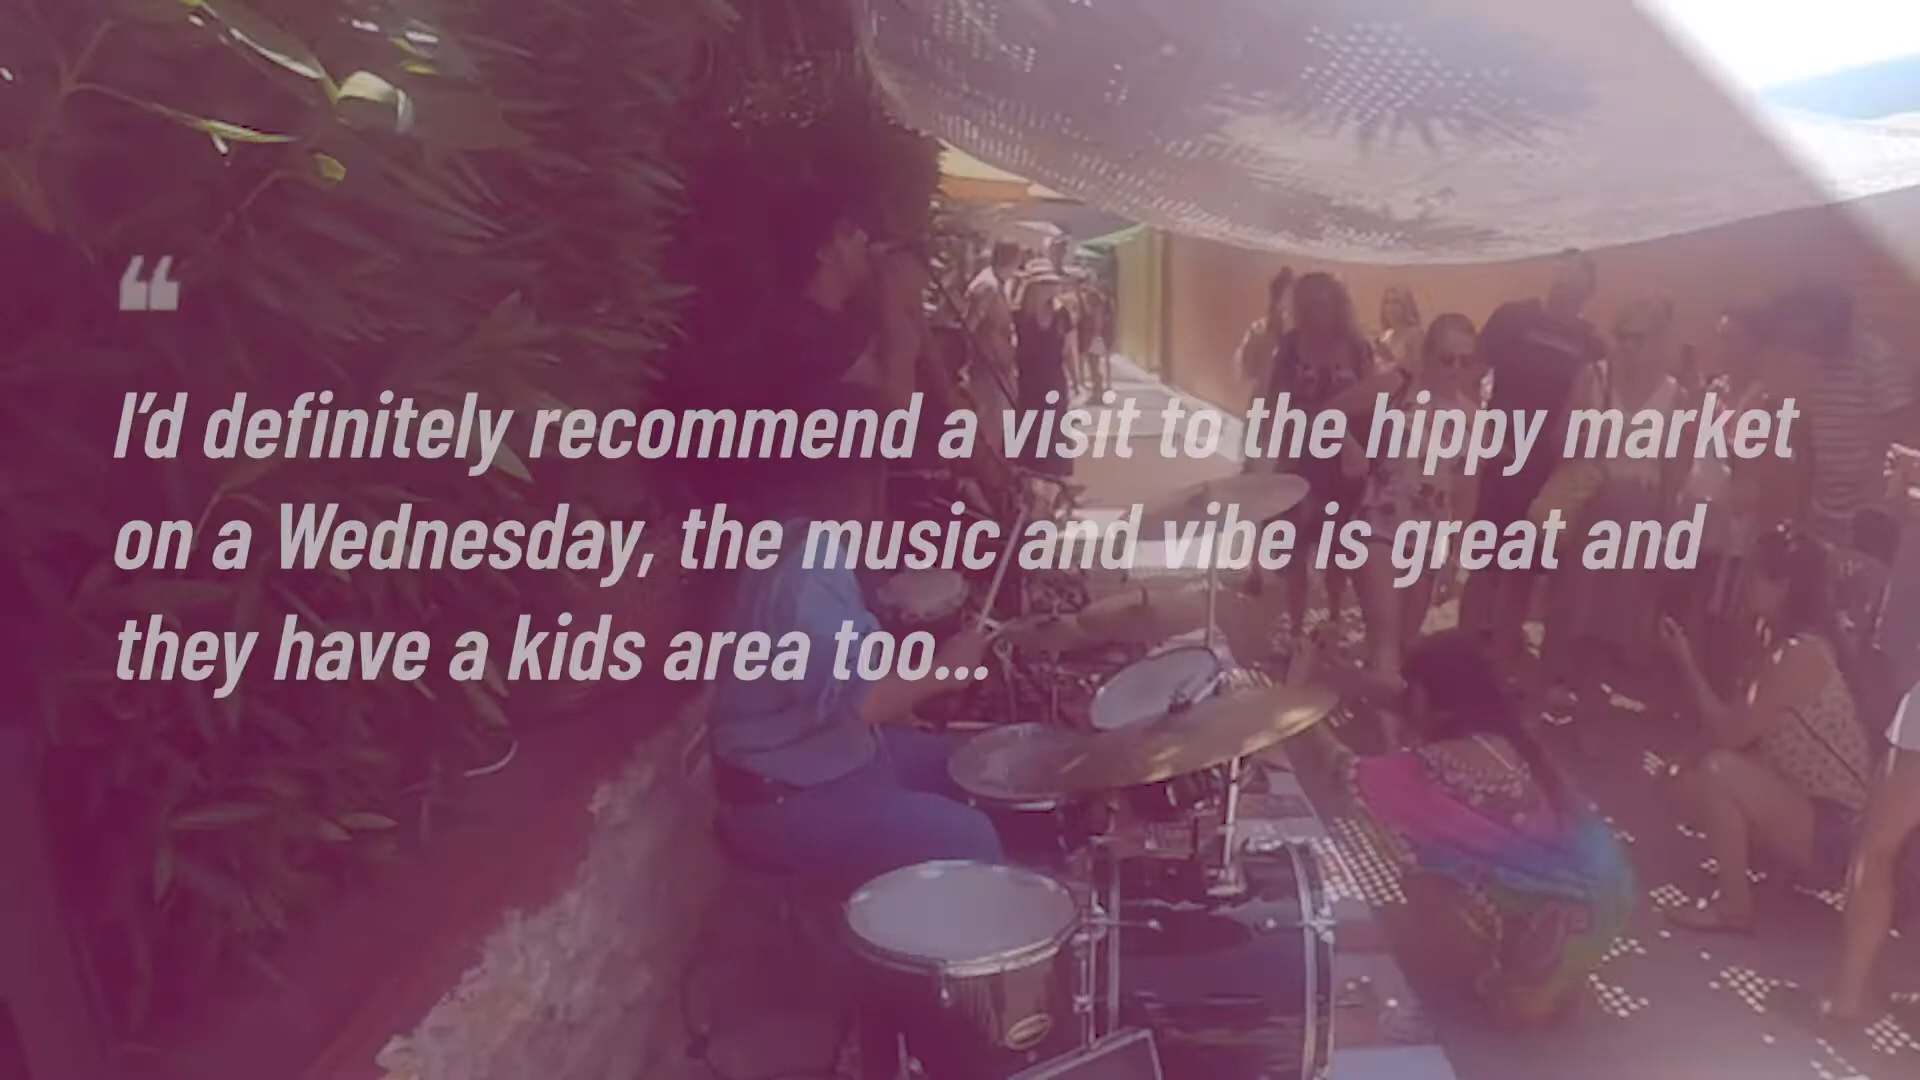 “
I’d definitely recommend a visit to the hippy market
on a Wednesday, the music and vibe is great and
they have a kids area too...